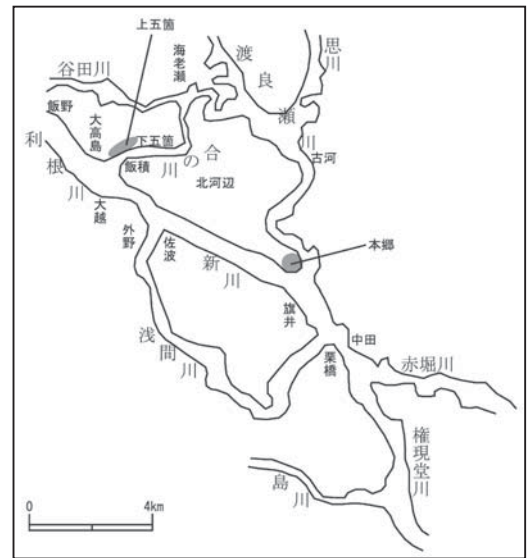 上五箇
海老瀬
渡良瀬川
思川
谷田川
飯野
大高島
下五箇
飯積
合の川
古河
北河辺
利根川
大越
外野
佐波
新川
本郷
旗井
中田
浅間川
栗橋
赤堀川
権現堂川
島川
0 4km